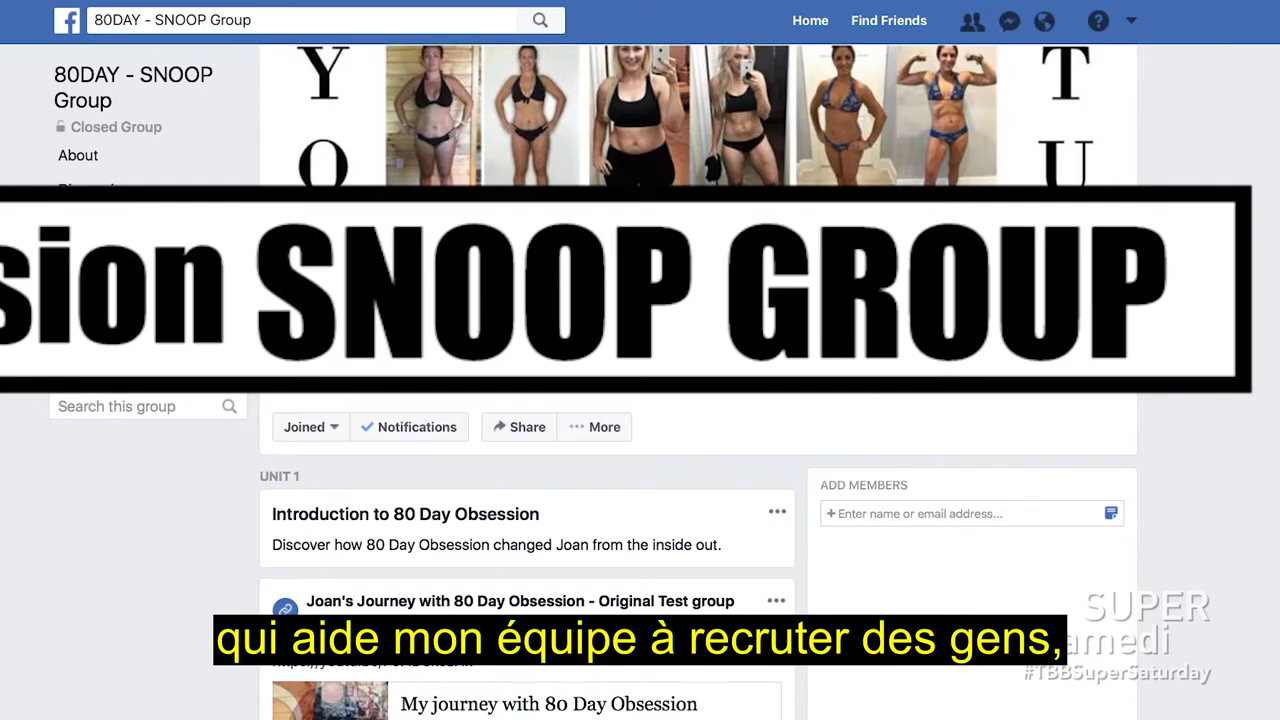 80DAY - SNOOP Group
Home Find Friends
80DAY - SNOOP
Group
Closed Group
About
Y T
O U
sion SNOOP GROUP
Search this group
Joined Notifications Share More
UNIT 1
ADD MEMBERS
Introduction to 80 Day Obsession
+ Enter name or email address...
Discover how 80 Day Obsession changed Joan from the inside out.
Joan's Journey with 80 Day Obsession - Original Test group
SUPER
qui aide mon équipe à recruter des gens,
amedi
#TBBSuperSaturday
My journey with 80 Day Obsession